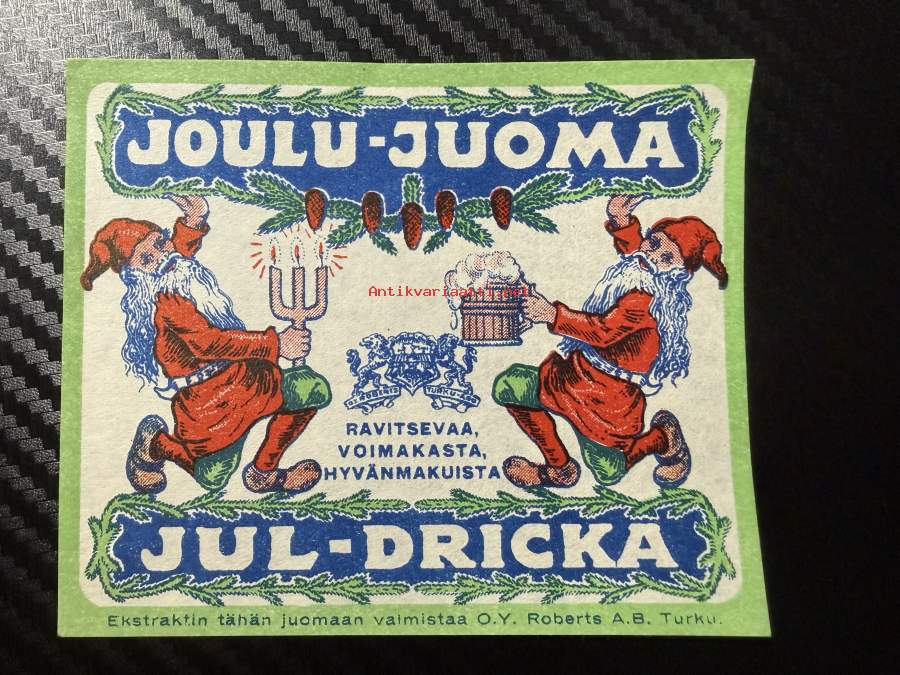 JOULU-JUOMA
Antikvariaatti.net
RAVITSEVAA,
VOIMAKASTA,
HYVÄNMAKUISTA
JUL-DRICKA
Ekstraktin tähän juomaan valmistaa O.Y. Roberts A.B. Turku.